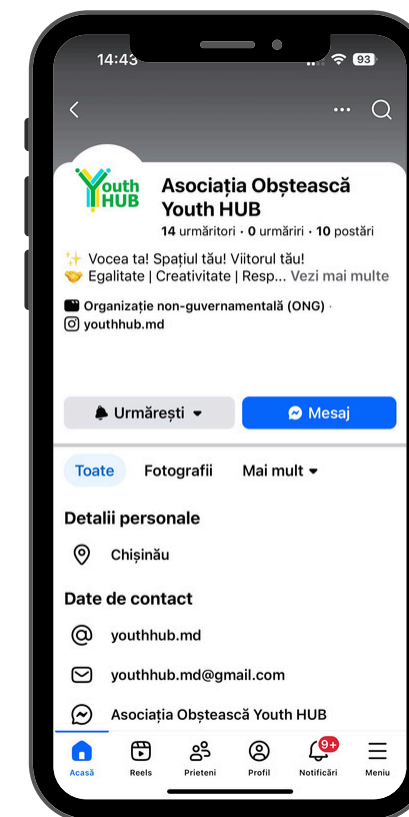 14:43
93
Youth
HUB
Asociația Obștească
Youth HUB
14 urmăritori · 0 urmăriri · 10 postări
Vocea ta! Spațiul tău! Viitorul tău!
Egalitate | Creativitate | Resp... Vezi mai multe
Organizație non-guvernamentală (ONG) ·
youthhub.md
Urmărești
Mesaj
Toate Fotografii Mai mult
Detalii personale
Chișinău
Date de contact
youthhub.md
youthhub.md@gmail.com
Asociația Obștească Youth HUB
9+
Acasă Reels Prieteni Profil Notificări Meniu